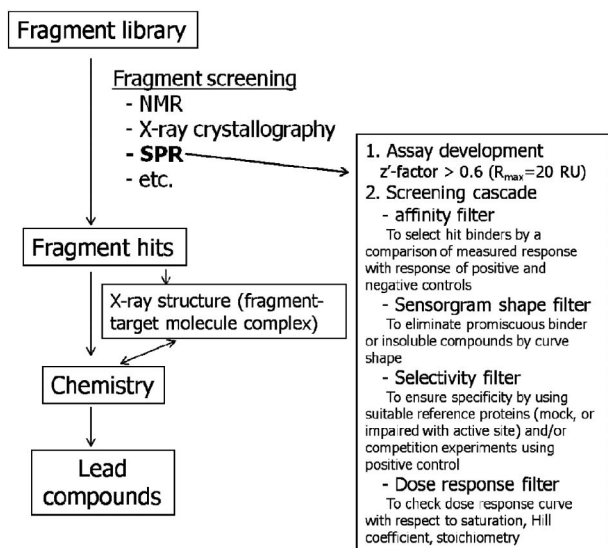 Fragment library
Fragment screening
- NMR
- X-ray crystallography
- SPR
- etc.
Fragment hits
X-ray structure (fragment-
target molecule complex)
Chemistry
Lead
compounds
1. Assay development
z'-factor > 0.6 (Rmax=20 RU)
2. Screening cascade
- affinity filter
To select hit binders by a
comparison of measured response
with response of positive and
negative controls
- Sensorgram shape filter
To eliminate promiscuous binder
or insoluble compounds by curve
shape
- Selectivity filter
To ensure specificity by using
suitable reference proteins (mock, or
impaired with active site) and/or
competition experiments using
positive control
- Dose response filter
To check dose response curve
with respect to saturation, Hill
coefficient, stoichiometry